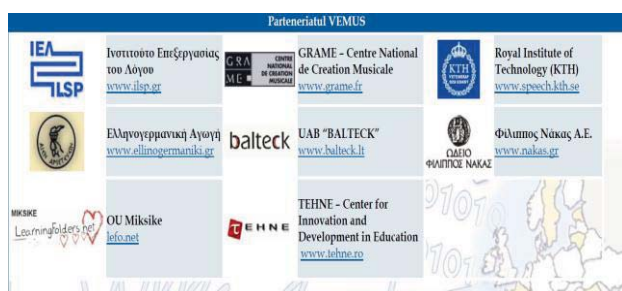 Parteneriatul VEMUS
ΙΕΛ
ILSP
Ινστιτούτο Επεξεργασίας
του Λόγου
www.ilsp.gr
GRAME
CENTRE
NATIONAL
DE CREATION
MUSICALE
GRAME – Centre National
de Creation Musicale
www.grame.fr
KTH
Royal Institute of
Technology (KTH)
www.speech.kth.se
Ελληνογερμανική Αγωγή
www.ellinogermaniki.gr
balteck
UAB "BALTECK"
www.balteck.lt
ΩΔΕΙΟ
ΦΙΛΙΠΠΟΣ ΝΑΚΑΣ
Φίλιππος Νάκας Α.Ε.
www.nakas.gr
MIKSIKE
Learningfolders.net
OU Miksike
lefo.net
TEHNE
TEHNE – Center for
Innovation and
Development in Education
www.tehne.ro